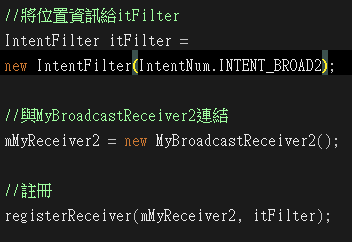 //將位置資訊給itFilter
IntentFilter itFilter =
new IntentFilter(IntentNum.INTENT_BROAD2);
//與MyBroadcastReceiver2連結
mMyReceiver2 = new MyBroadcastReceiver2();
//註冊
registerReceiver(mMyReceiver2, itFilter);